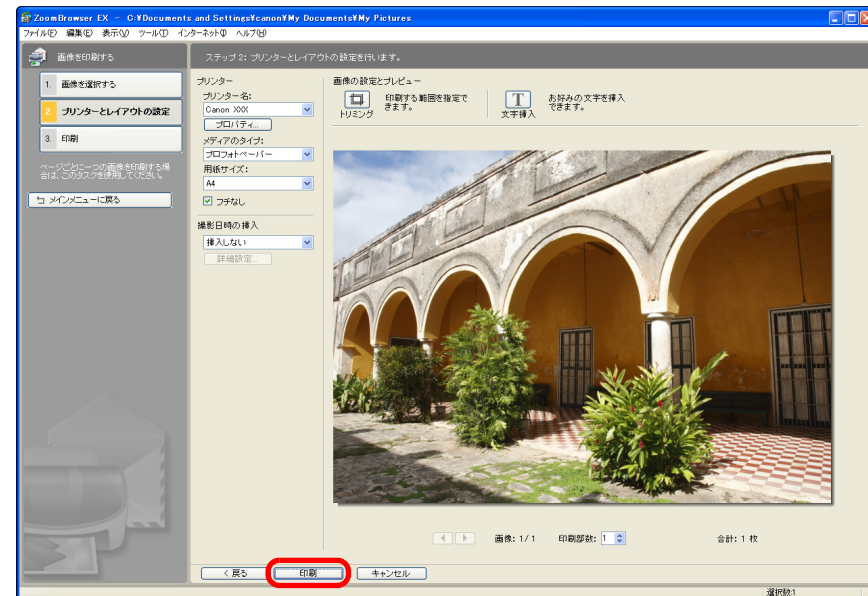 ZoomBrowser EX - C:¥Documents and Settings¥canon¥My Documents¥My Pictures
ファイル(F) 編集(E) 表示(V) ツール(T) インターネット(I) ヘルプ(H)
画像を印刷する
ステップ 2: プリンターとレイアウトの設定を行います。
1. 画像を選択する
2. プリンターとレイアウトの設定
3. 印刷
ページごとに一つの画像を印刷する場
合は、このタスクを使用してください。
メインメニューに戻る
プリンター
プリンター名:
Canon XXX
プロパティ...
メディアのタイプ:
プロフォトペーパー
用紙サイズ:
A4
フチなし
撮影日時の挿入
挿入しない
詳細設定...
画像の設定とプレビュー
トリミング
印刷する範囲を指定で
きます。
T
文字挿入
お好みの文字を挿入
できます。
画像: 1/1
印刷部数: 1
合計: 1 枚
< 戻る
印刷
キャンセル
選択数:1